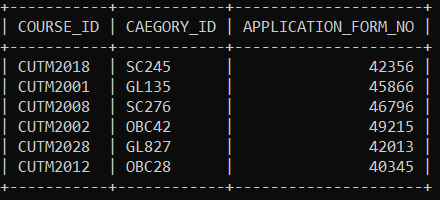 | COURSE_ID | CAEGORY_ID | APPLICATION_FORM_NO |
| CUTM2018 | SC245 | 42356 |
| CUTM2001 | GL135 | 45866 |
| CUTM2008 | SC276 | 46796 |
| CUTM2002 | OBC42 | 49215 |
| CUTM2028 | GL827 | 42013 |
| CUTM2012 | OBC28 | 40345 |